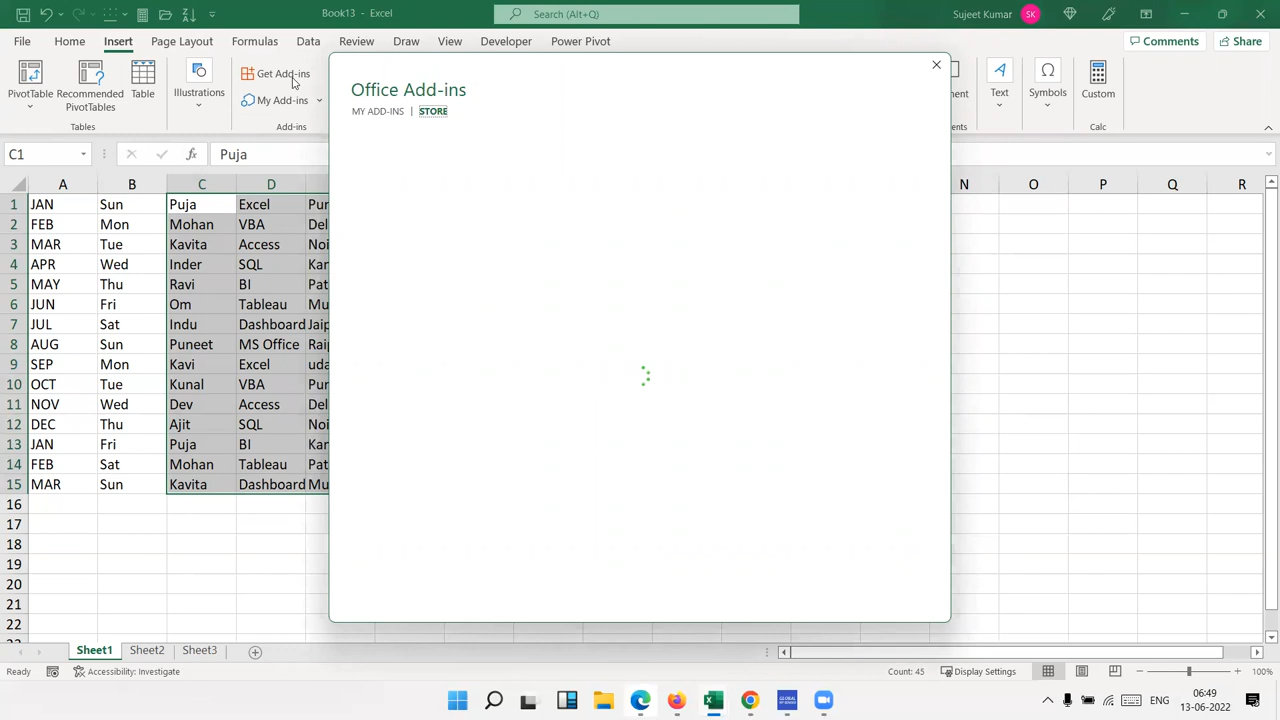 Book13 - Excel
Search (Alt+Q)
Sujeet Kumar SK
File Home Insert Page Layout Formulas Data Review Draw View Developer Power Pivot Comments Share
PivotTable
Recommended PivotTables
Table
Tables
Illustrations
Get Add-ins
My Add-ins
Add-ins
Text
Symbols
Custom
Calc
C1 fx Puja
Office Add-ins
MY ADD-INS | STORE
A B C D N O P Q R
1 JAN Sun Puja Excel
2 FEB Mon Mohan VBA
3 MAR Tue Kavita Access
4 APR Wed Inder SQL
5 MAY Thu Ravi BI
6 JUN Fri Om Tableau
7 JUL Sat Indu Dashboard
8 AUG Sun Puneet MS Office
9 SEP Mon Kavi Excel
10 OCT Tue Kunal VBA
11 NOV Wed Dev Access
12 DEC Thu Ajit SQL
13 JAN Fri Puja BI
14 FEB Sat Mohan Tableau
15 MAR Sun Kavita Dashboard
16
17
18
19
20
21
22
Sheet1 Sheet2 Sheet3
Ready Accessibility: Investigate Count: 45 Display Settings 100%
ENG 06:49
13-06-2022